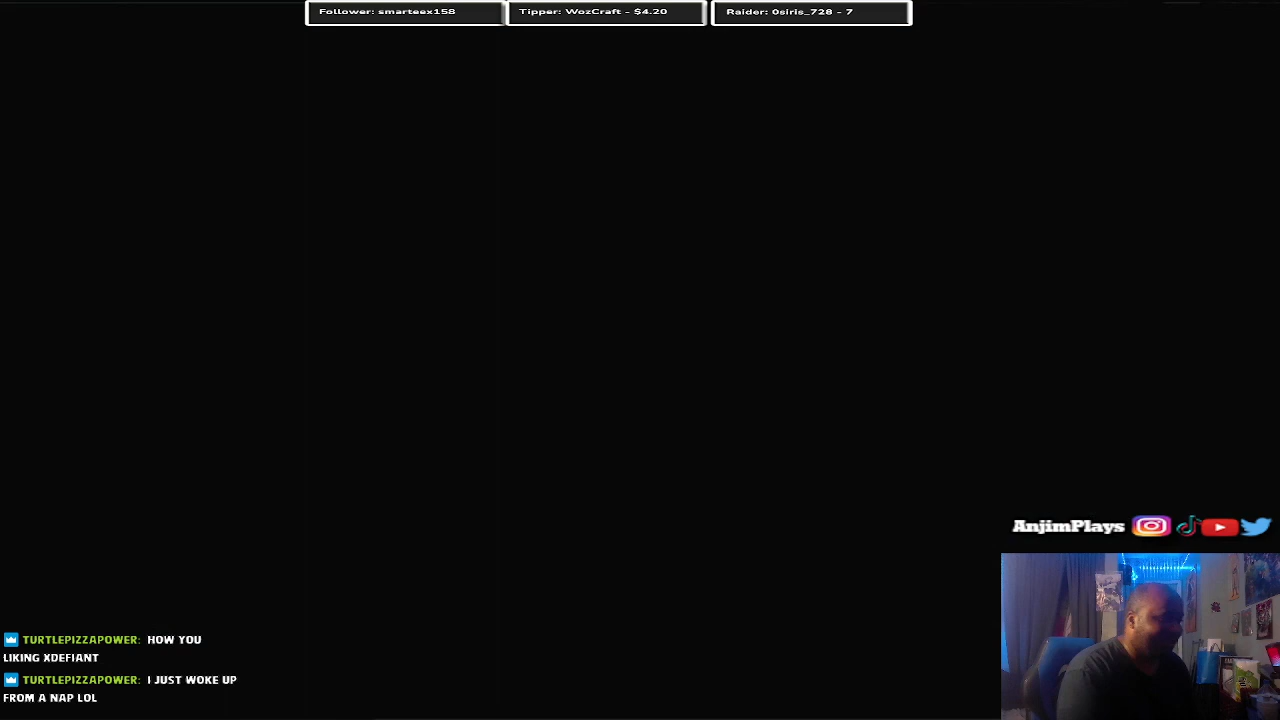 Follower: smarteex158
Tipper: WozCraft - $4.20
Raider: 0siris_728 - 7
AnjimPlays
TURTLEPIZZAPOWER: HOW YOU
LIKING XDEFIANT
TURTLEPIZZAPOWER: I JUST WOKE UP
FROM A NAP LOL